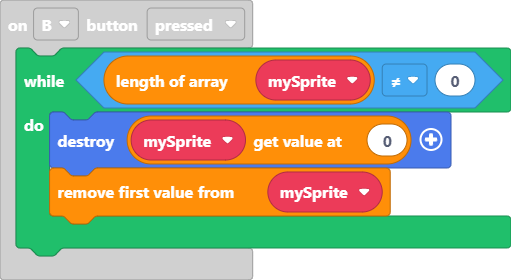 on B button pressed
while length of array mySprite ≠ 0
do
destroy mySprite get value at 0
remove first value from mySprite